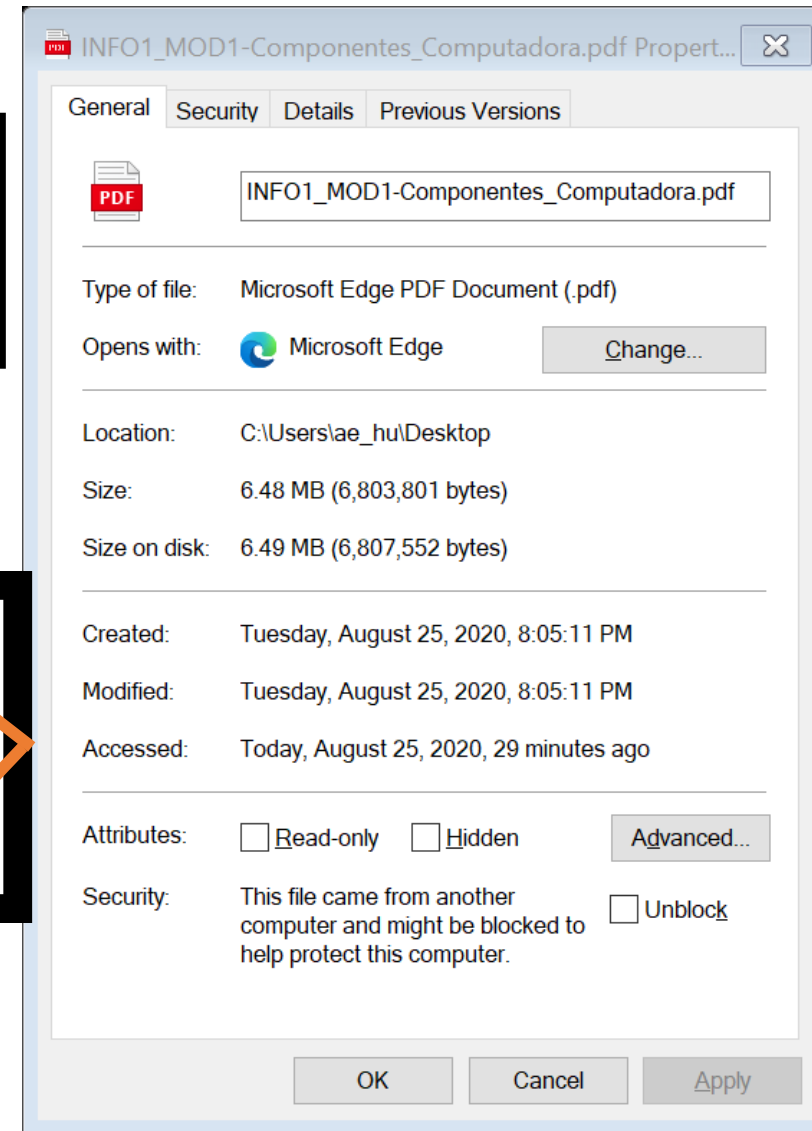 INFO1_MOD1-Componentes_Computadora.pdf Propert...
General Security Details Previous Versions
PDF
INFO1_MOD1-Componentes_Computadora.pdf
Type of file: Microsoft Edge PDF Document (.pdf)
Opens with: Microsoft Edge Change...
Location: C:\Users\ae_hu\Desktop
Size: 6.48 MB (6,803,801 bytes)
Size on disk: 6.49 MB (6,807,552 bytes)
Created: Tuesday, August 25, 2020, 8:05:11 PM
Modified: Tuesday, August 25, 2020, 8:05:11 PM
Accessed: Today, August 25, 2020, 29 minutes ago
Attributes: Read-only Hidden Advanced...
Security: This file came from another
computer and might be blocked to
help protect this computer.
Unblock
OK Cancel Apply